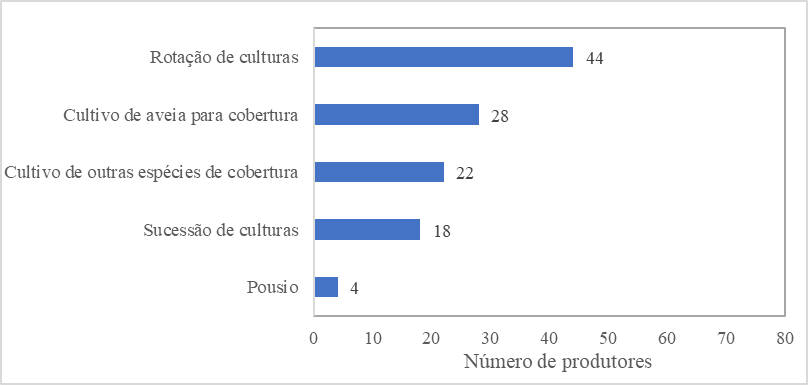 Rotação de culturas 44
Cultivo de aveia para cobertura 28
Cultivo de outras espécies de cobertura 22
Sucessão de culturas 18
Pousio 4
0 10 20 30 40 50 60 70 80
Número de produtores